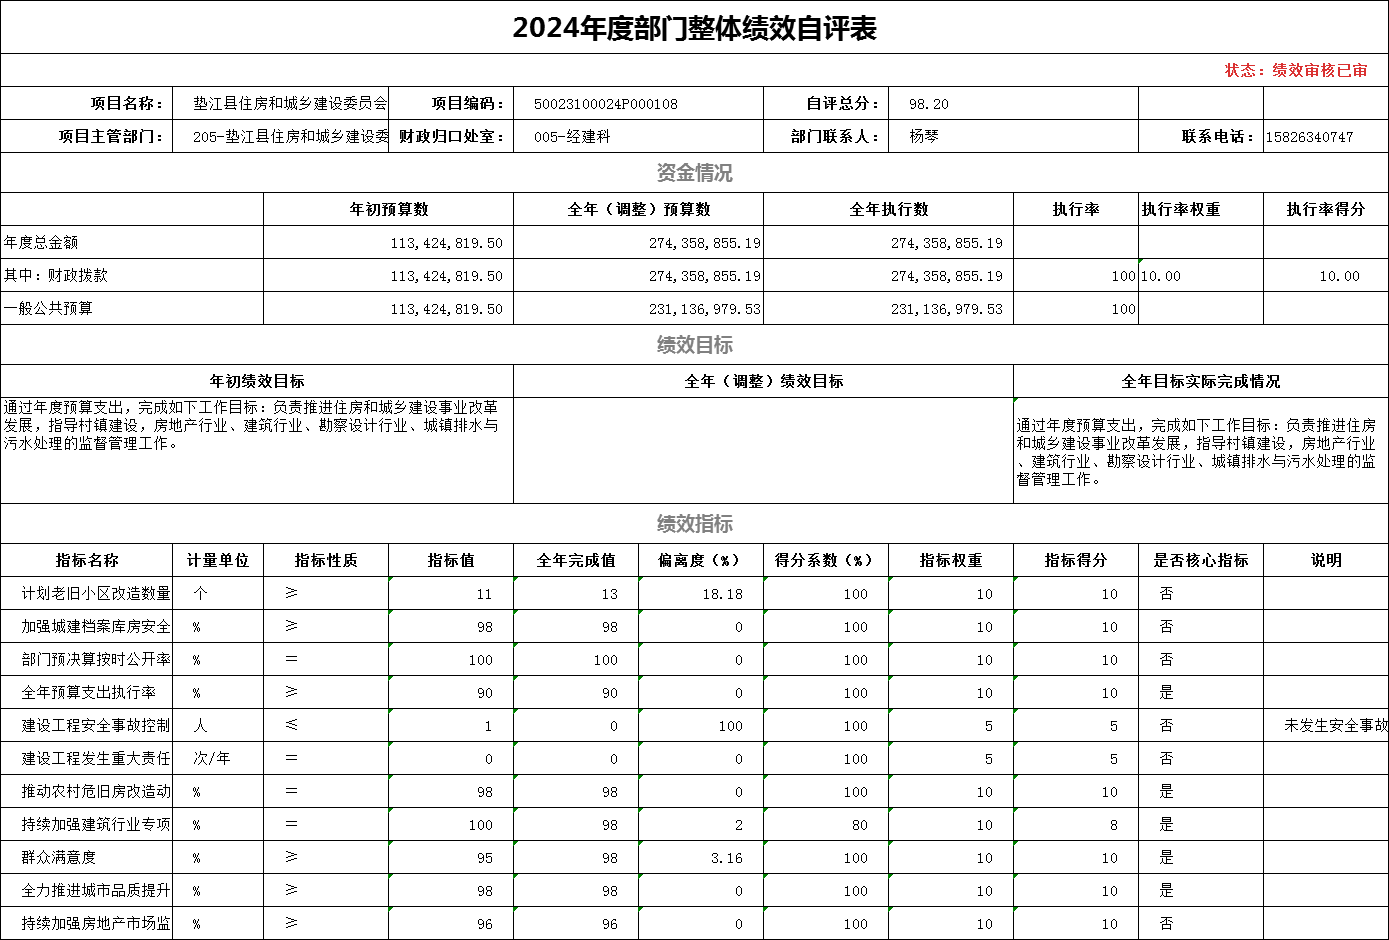 2024年度部门整体绩效自评表
状态：绩效审核已审
项目名称： 垫江县住房和城乡建设委员会 项目编码： 50023100024P000108 自评总分： 98.20
项目主管部门： 205-垫江县住房和城乡建设委 财政归口处室： 005-经建科 部门联系人： 杨琴 联系电话： 15826340747
资金情况
年初预算数 全年（调整）预算数 全年执行数 执行率 执行率权重 执行率得分
年度总金额 113,424,819.50 274,358,855.19 274,358,855.19
其中：财政拨款 113,424,819.50 274,358,855.19 274,358,855.19 100 10.00 10.00
一般公共预算 113,424,819.50 231,136,979.53 231,136,979.53 100
绩效目标
年初绩效目标 全年（调整）绩效目标 全年目标实际完成情况
通过年度预算支出，完成如下工作目标：负责推进住房和城乡建设事业改革
发展，指导村镇建设，房地产行业、建筑行业、勘察设计行业、城镇排水与
污水处理的监督管理工作。
通过年度预算支出，完成如下工作目标：负责推进住房
和城乡建设事业改革发展，指导村镇建设，房地产行业
、建筑行业、勘察设计行业、城镇排水与污水处理的监
督管理工作。
绩效指标
指标名称 计量单位 指标性质 指标值 全年完成值 偏离度（%） 得分系数（%） 指标权重 指标得分 是否核心指标 说明
计划老旧小区改造数量 个 ≥ 11 13 18.18 100 10 10 否
加强城建档案库房安全 % ≥ 98 98 0 100 10 10 否
部门预决算按时公开率 % ＝ 100 100 0 100 10 10 否
全年预算支出执行率 % ≥ 90 90 0 100 10 10 是
建设工程安全事故控制 人 ≤ 1 0 100 100 5 5 否 未发生安全事故
建设工程发生重大责任 次/年 ＝ 0 0 0 100 5 5 否
推动农村危旧房改造动 % ＝ 98 98 0 100 10 10 是
持续加强建筑行业专项 % ＝ 100 98 2 80 10 8 是
群众满意度 % ≥ 95 98 3.16 100 10 10 是
全力推进城市品质提升 % ≥ 98 98 0 100 10 10 是
持续加强房地产市场监 % ≥ 96 96 0 100 10 10 否